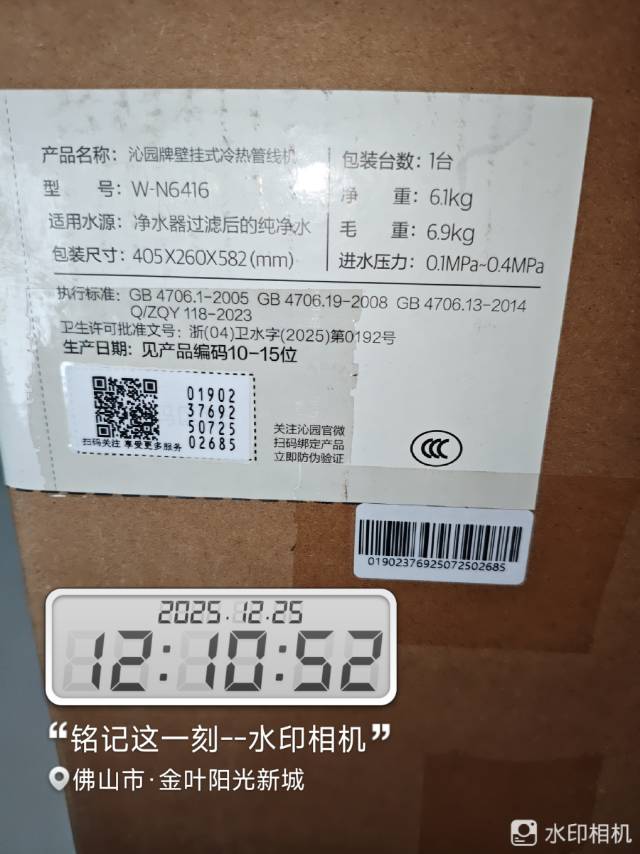 产品名称：沁园牌壁挂式冷热管线机
包装台数：1台
型 号：W-N6416
净 重：6.1kg
适用水源：净水器过滤后的纯净水
毛 重：6.9kg
包装尺寸：405X260X582(mm)
进水压力：0.1MPa~0.4MPa
执行标准：GB 4706.1-2005 GB 4706.19-2008 GB 4706.13-2014
Q/ZQY 118-2023
卫生许可批准文号：浙(04)卫水字(2025)第0192号
生产日期：见产品编码10-15位
01902
37692
50725
02685
扫码关注 享受更多服务
关注沁园官微
扫码绑定产品
立即防伪验证
CCC
01902376925072502685
2025.12.25
12:10:52
“铭记这一刻--水印相机”
佛山市·金叶阳光新城
水印相机